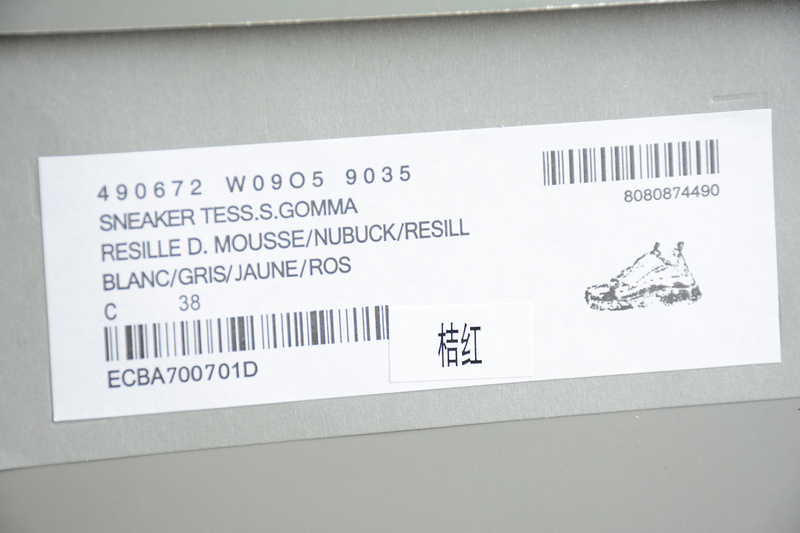 490672 W09O5 9035
SNEAKER TESS.S.GOMMA
RESILLE D. MOUSSE/NUBUCK/RESILL
BLANC/GRIS/JAUNE/ROS
C 38
ECBA700701D
8080874490
桔红